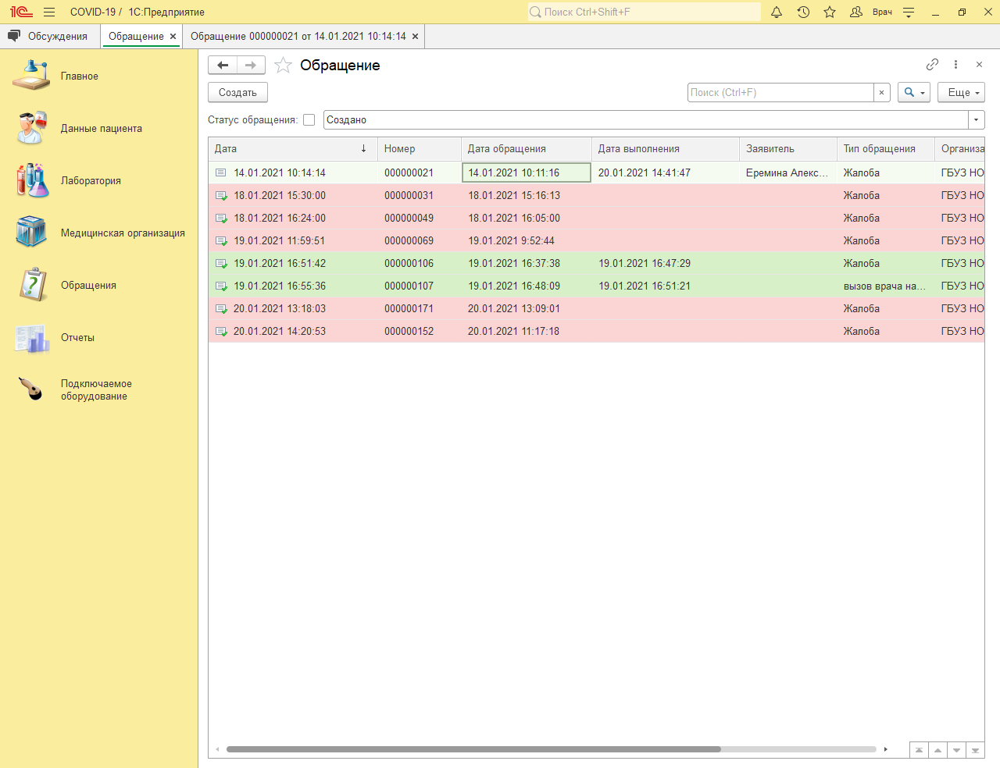 1С COVID-19 / 1С:Предприятие Поиск Ctrl+Shift+F Врач
Обсуждения Обращение Обращение 000000021 от 14.01.2021 10:14:14
Главное
Данные пациента
Лаборатория
Медицинская организация
Обращения
Отчеты
Подключаемое
оборудование
Обращение
Создать Поиск (Ctrl+F) Еще
Статус обращения: Создано
Дата Номер Дата обращения Дата выполнения Заявитель Тип обращения Организа
14.01.2021 10:14:14 000000021 14.01.2021 10:11:16 20.01.2021 14:41:47 Еремина Алекс... Жалоба ГБУЗ НО
18.01.2021 15:30:00 000000031 18.01.2021 15:16:13 Жалоба ГБУЗ НО
18.01.2021 16:24:00 000000049 18.01.2021 16:05:00 Жалоба ГБУЗ НО
19.01.2021 11:59:51 000000069 19.01.2021 9:52:44 Жалоба ГБУЗ НО
19.01.2021 16:51:42 000000106 19.01.2021 16:37:38 19.01.2021 16:47:29 Жалоба ГБУЗ НО
19.01.2021 16:55:36 000000107 19.01.2021 16:48:09 19.01.2021 16:51:21 вызов врача на... ГБУЗ НО
20.01.2021 13:18:03 000000171 20.01.2021 13:09:01 Жалоба ГБУЗ НО
20.01.2021 14:20:53 000000152 20.01.2021 11:17:18 Жалоба ГБУЗ НО